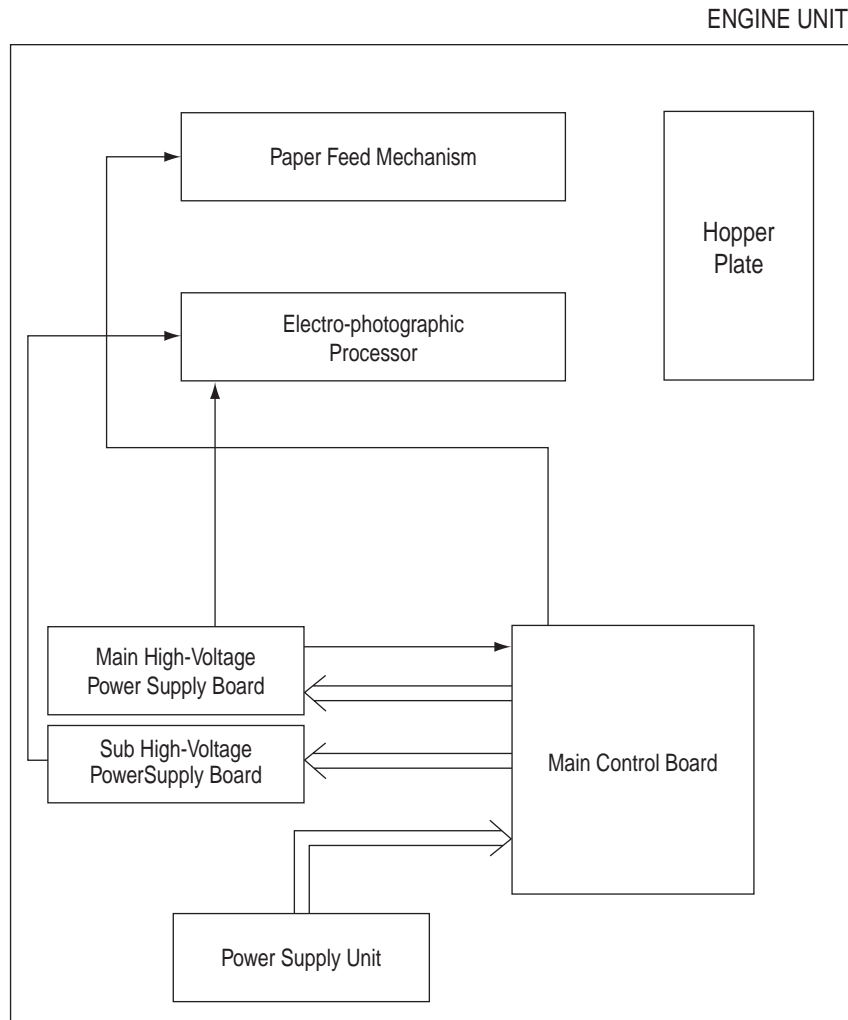 ENGINE UNIT
Paper Feed Mechanism
Hopper
Plate
Electro-photographic
Processor
Main High-Voltage
Power Supply Board
Sub High-Voltage
PowerSupply Board
Main Control Board
Power Supply Unit